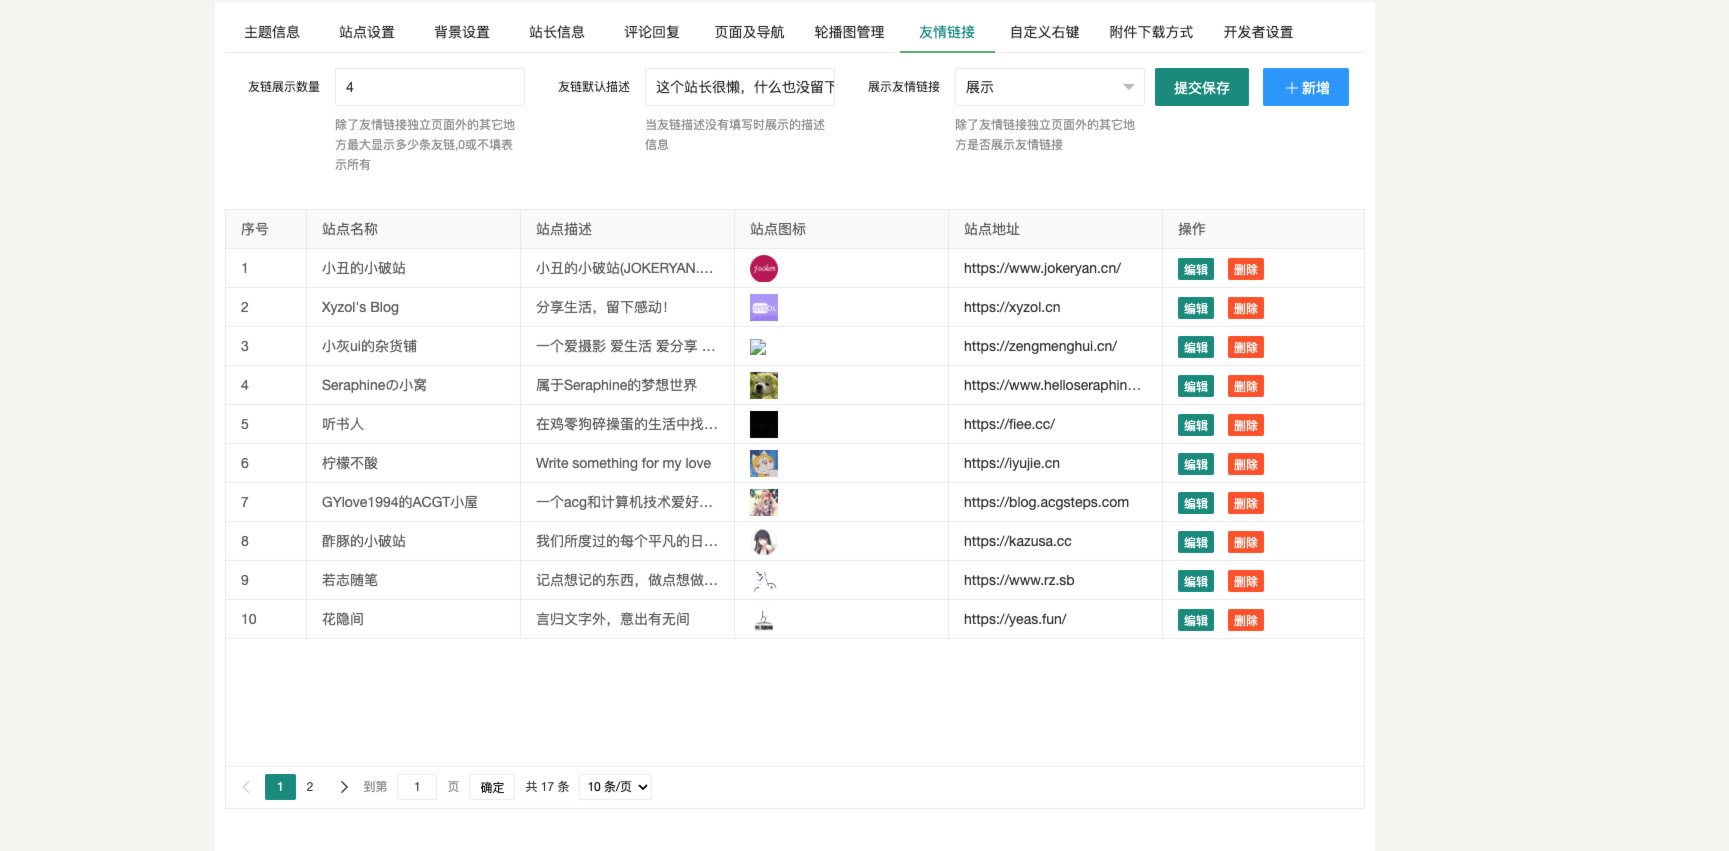 主题信息 站点设置 背景设置 站长信息 评论回复 页面及导航 轮播图管理 友情链接 自定义右键 附件下载方式 开发者设置
友链展示数量 4 友链默认描述 这个站长很懒，什么也没留下 展示友情链接 展示 提交保存 新增
除了友情链接独立页面外的其它地 当友链描述没有填写时展示的描述 除了友情链接独立页面外的其它地
方最大显示多少条友链,0或不填表 信息 方是否展示友情链接
示所有
序号 站点名称 站点描述 站点图标 站点地址 操作
1 小丑的小破站 小丑的小破站(JOKERYAN.… joker https://www.jokeryan.cn/ 编辑 删除
2 Xyzol's Blog 分享生活，留下感动！ XYZOL https://xyzol.cn 编辑 删除
3 小灰ui的杂货铺 一个爱摄影 爱生活 爱分享 … https://zengmenghui.cn/ 编辑 删除
4 Seraphineの小窝 属于Seraphine的梦想世界 https://www.helloseraphin… 编辑 删除
5 听书人 在鸡零狗碎操蛋的生活中找… https://fiee.cc/ 编辑 删除
6 柠檬不酸 Write something for my love https://iyujie.cn 编辑 删除
7 GYlove1994的ACGT小屋 一个acg和计算机技术爱好… https://blog.acgsteps.com 编辑 删除
8 酢豚的小破站 我们所度过的每个平凡的日… https://kazusa.cc 编辑 删除
9 若志随笔 记点想记的东西，做点想做… https://www.rz.sb 编辑 删除
10 花隐间 言归文字外，意出有无间 https://yeas.fun/ 编辑 删除
1 2 到第 1 页 确定 共 17 条 10 条/页